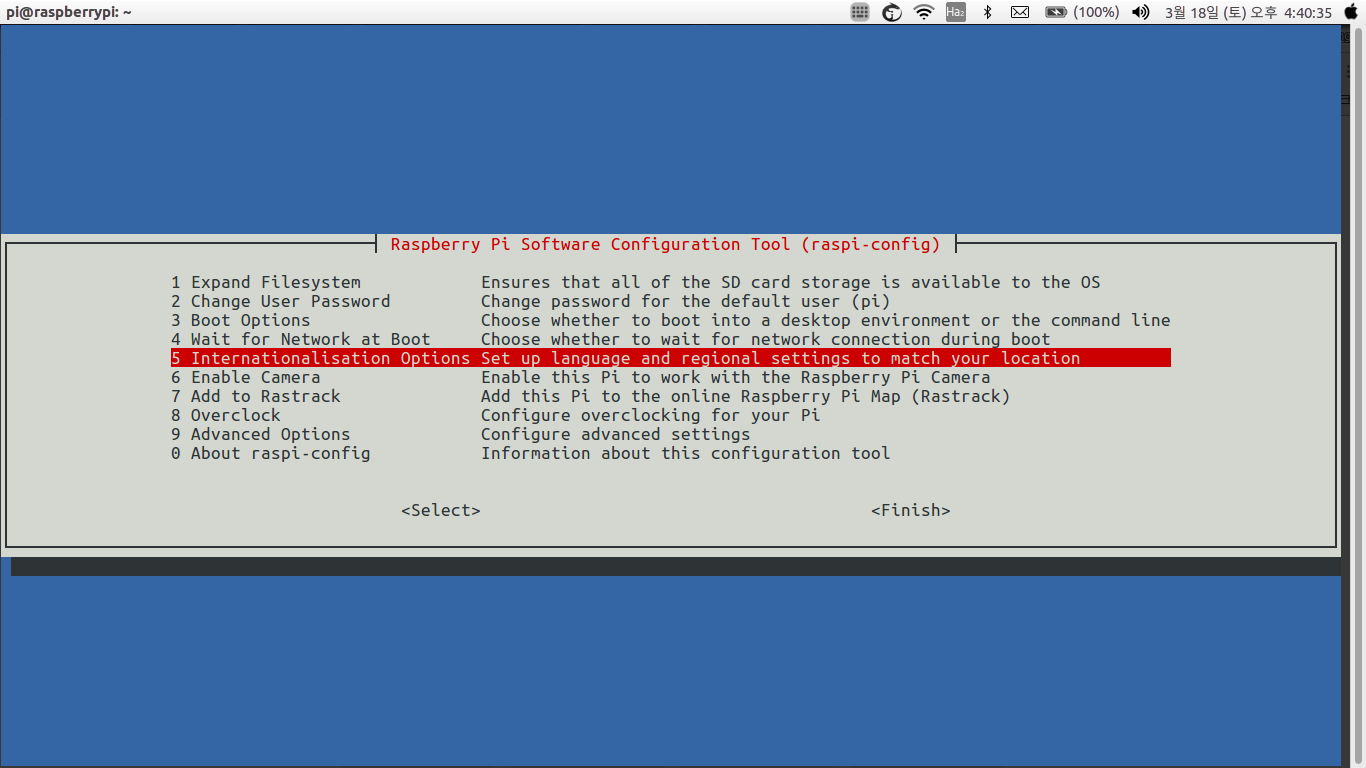 pi@raspberrypi: ~ Ha₂ (100%) 3월 18일 (토) 오후 4:40:35
Raspberry Pi Software Configuration Tool (raspi-config)
1 Expand Filesystem Ensures that all of the SD card storage is available to the OS
2 Change User Password Change password for the default user (pi)
3 Boot Options Choose whether to boot into a desktop environment or the command line
4 Wait for Network at Boot Choose whether to wait for network connection during boot
5 Internationalisation Options Set up language and regional settings to match your location
6 Enable Camera Enable this Pi to work with the Raspberry Pi Camera
7 Add to Rastrack Add this Pi to the online Raspberry Pi Map (Rastrack)
8 Overclock Configure overclocking for your Pi
9 Advanced Options Configure advanced settings
0 About raspi-config Information about this configuration tool
<Select> <Finish>